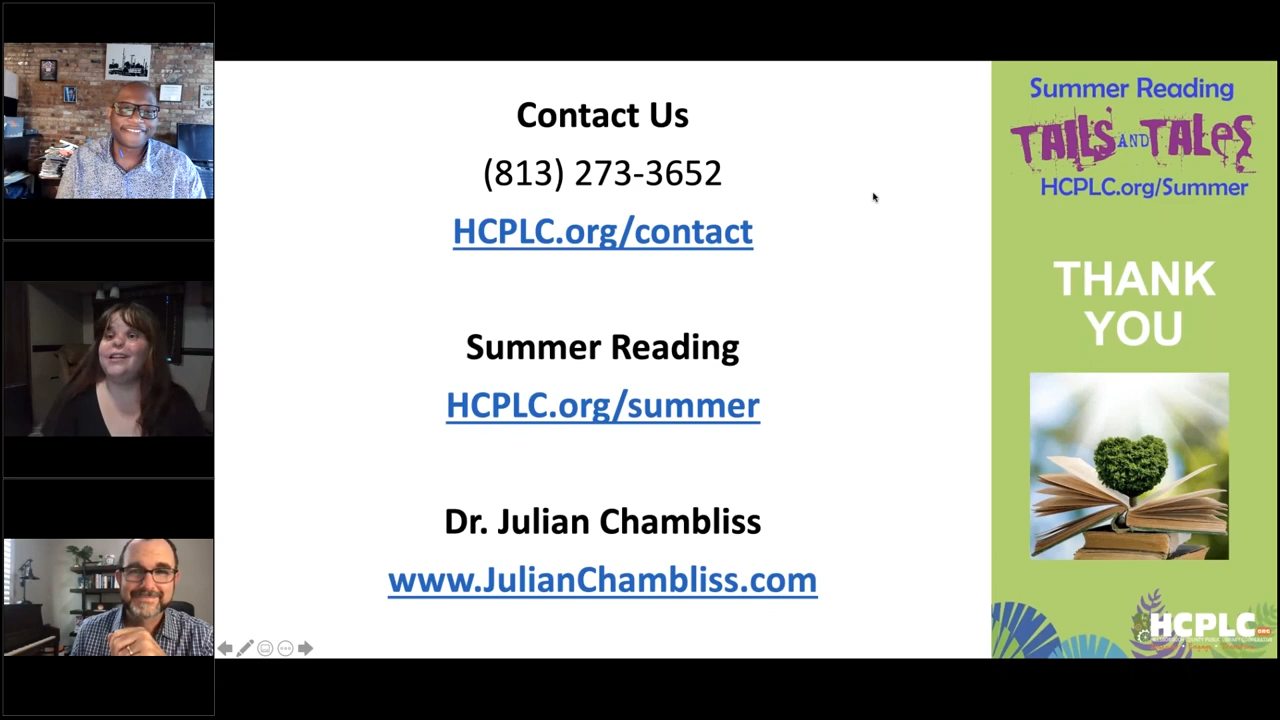 Contact Us
(813) 273-3652
HCPLC.org/contact
Summer Reading
HCPLC.org/summer
Dr. Julian Chambliss
www.JulianChambliss.com
Summer Reading
TAILS AND TALES
HCPLC.org/Summer
THANK
YOU
HCPLC